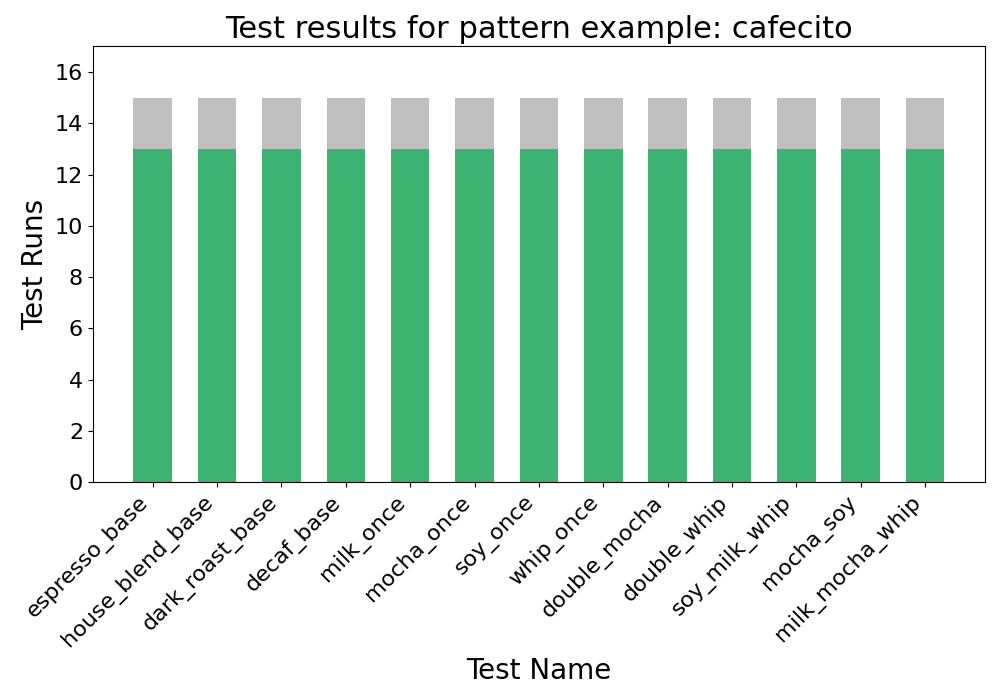 Test results for pattern example: cafecito
16
14
12
10
8
6
4
2
0
Test Runs
espresso_base
house_blend_base
dark_roast_base
decaf_base
milk_once
mocha_once
soy_once
whip_once
double_mocha
double_whip
soy_milk_whip
mocha_soy
milk_mocha_whip
Test Name